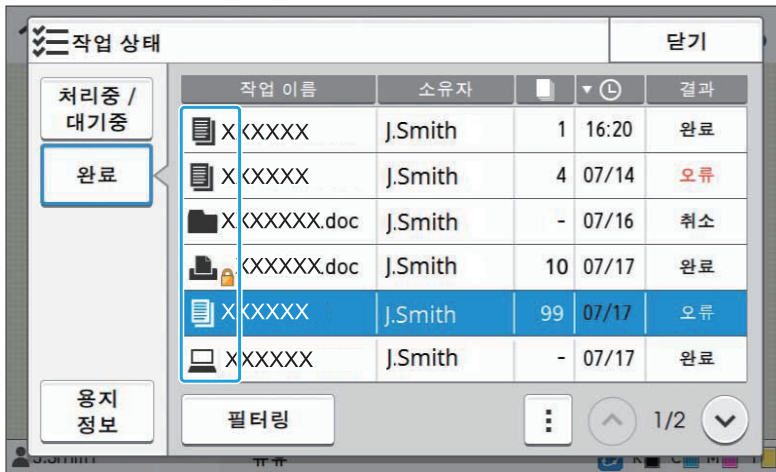 작업 상태
닫기
처리중 /
대기중
완료
용지
정보
작업 이름 소유자 결과
XXXXXX J.Smith 1 16:20 완료
XXXXXX J.Smith 4 07/14 오류
XXXXXXX.doc J.Smith - 07/16 취소
XXXXXX.doc J.Smith 10 07/17 완료
XXXXXX J.Smith 99 07/17 오류
XXXXXX J.Smith - 07/17 완료
필터링
1/2